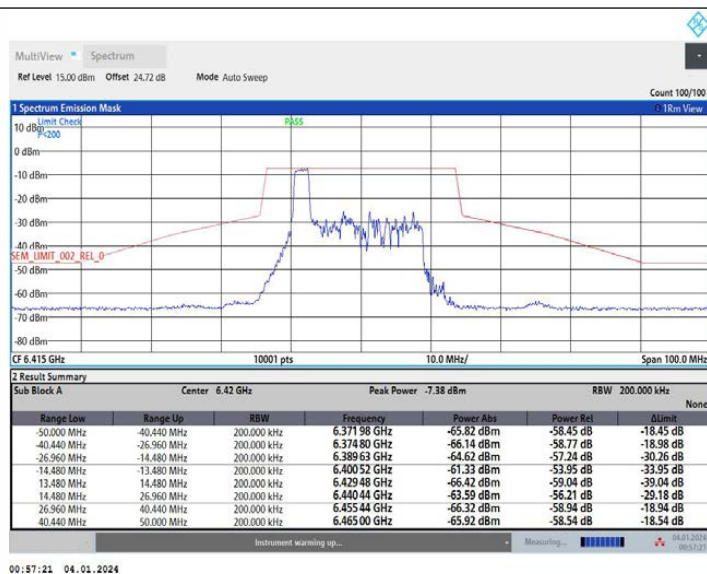 MultiView Spectrum
Ref Level 15.00 dBm Offset 24.72 dB Mode Auto Sweep
Count 100/100
1 Spectrum Emission Mask 1Rm View
Limit Check PASS
10 dBm
P<200
0 dBm
-10 dBm
-20 dBm
-30 dBm
-40 dBm
SEM_LIMIT_002_REL_0
-50 dBm
-60 dBm
-70 dBm
-80 dBm
CF 6.415 GHz 10001 pts 10.0 MHz/ Span 100.0 MHz
2 Result Summary
Sub Block A Center 6.42 GHz Peak Power -7.38 dBm RBW 200.000 kHz
None
Range Low Range Up RBW Frequency Power Abs Power Rel ΔLimit
-50.000 MHz -40.440 MHz 200.000 kHz 6.371 98 GHz -65.82 dBm -58.45 dB -18.45 dB
-40.440 MHz -26.960 MHz 200.000 kHz 6.374 80 GHz -66.14 dBm -58.77 dB -18.98 dB
-26.960 MHz -14.480 MHz 200.000 kHz 6.389 63 GHz -64.62 dBm -57.24 dB -30.26 dB
-14.480 MHz -13.480 MHz 200.000 kHz 6.400 52 GHz -61.33 dBm -53.95 dB -33.95 dB
13.480 MHz 14.480 MHz 200.000 kHz 6.429 48 GHz -66.42 dBm -59.04 dB -39.04 dB
14.480 MHz 26.960 MHz 200.000 kHz 6.440 44 GHz -63.59 dBm -56.21 dB -29.18 dB
26.960 MHz 40.440 MHz 200.000 kHz 6.455 44 GHz -66.32 dBm -58.94 dB -18.94 dB
40.440 MHz 50.000 MHz 200.000 kHz 6.465 00 GHz -65.92 dBm -58.54 dB -18.54 dB
Instrument warming up... Measuring... 04.01.2024
00:57:21
00:57:21 04.01.2024